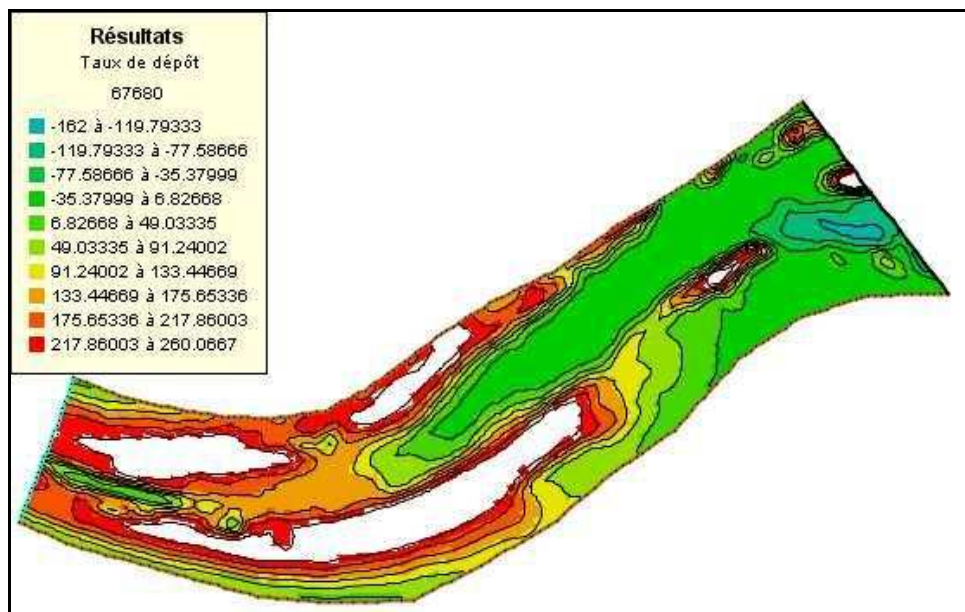 Résultats
Taux de dépôt
67680
-162 à -119.79333
-119.79333 à -77.58666
-77.58666 à -35.37999
-35.37999 à 6.82668
6.82668 à 49.03335
49.03335 à 91.24002
91.24002 à 133.44669
133.44669 à 175.65336
175.65336 à 217.86003
217.86003 à 260.0667